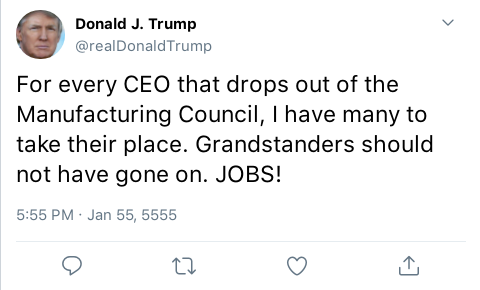 Donald J. Trump
@realDonaldTrump
For every CEO that drops out of the
Manufacturing Council, I have many to
take their place. Grandstanders should
not have gone on. JOBS!
5:55 PM · Jan 55, 5555